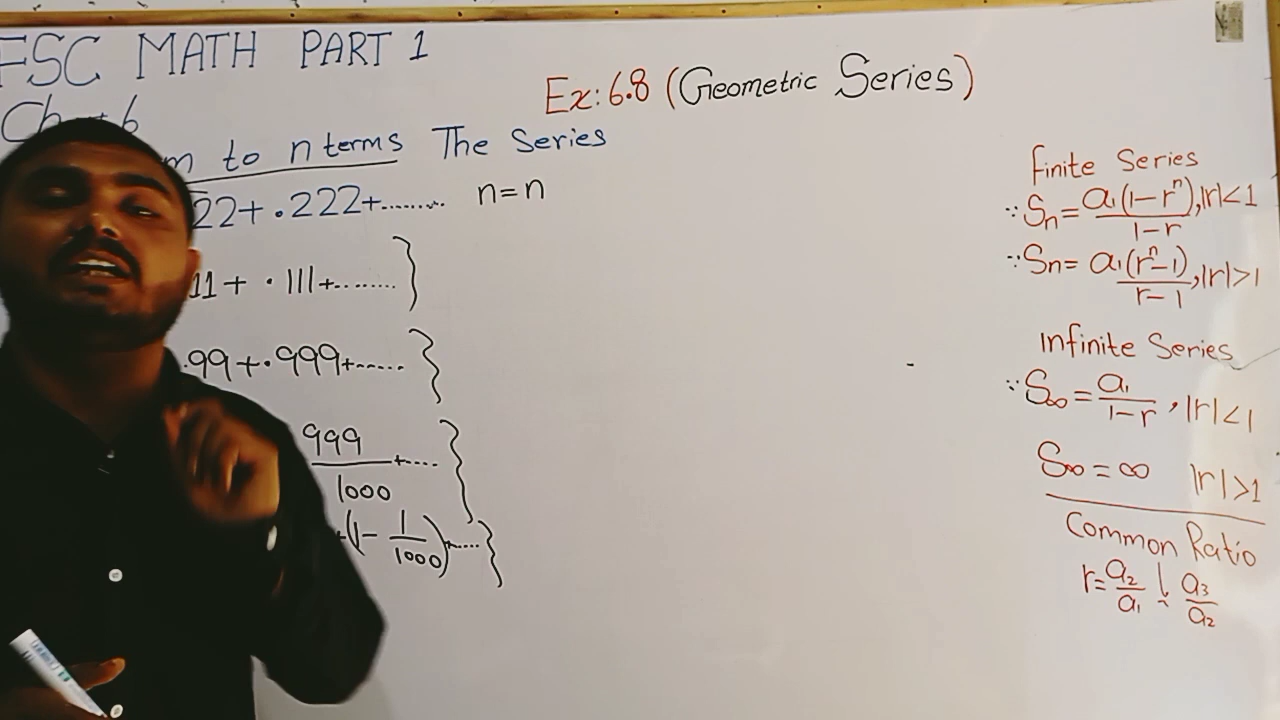 FSC MATH PART 1
Ex: 6.8 (Geometric Series)
to n terms The Series
22+.222+........ n=n
11 + .111+........}
.99+.999+......}
999/1000+....}
(1-1/1000)+....}
finite Series
∵ Sn = a₁(1-rⁿ)/1-r, |r|<1
∵ Sn = a₁(rⁿ-1)/r-1, |r|>1
Infinite Series
∵ S∞ = a₁/1-r, |r|<1
S∞ = ∞ |r|>1
Common Ratio
r = a₂/a₁ ¦ a₃/a₂